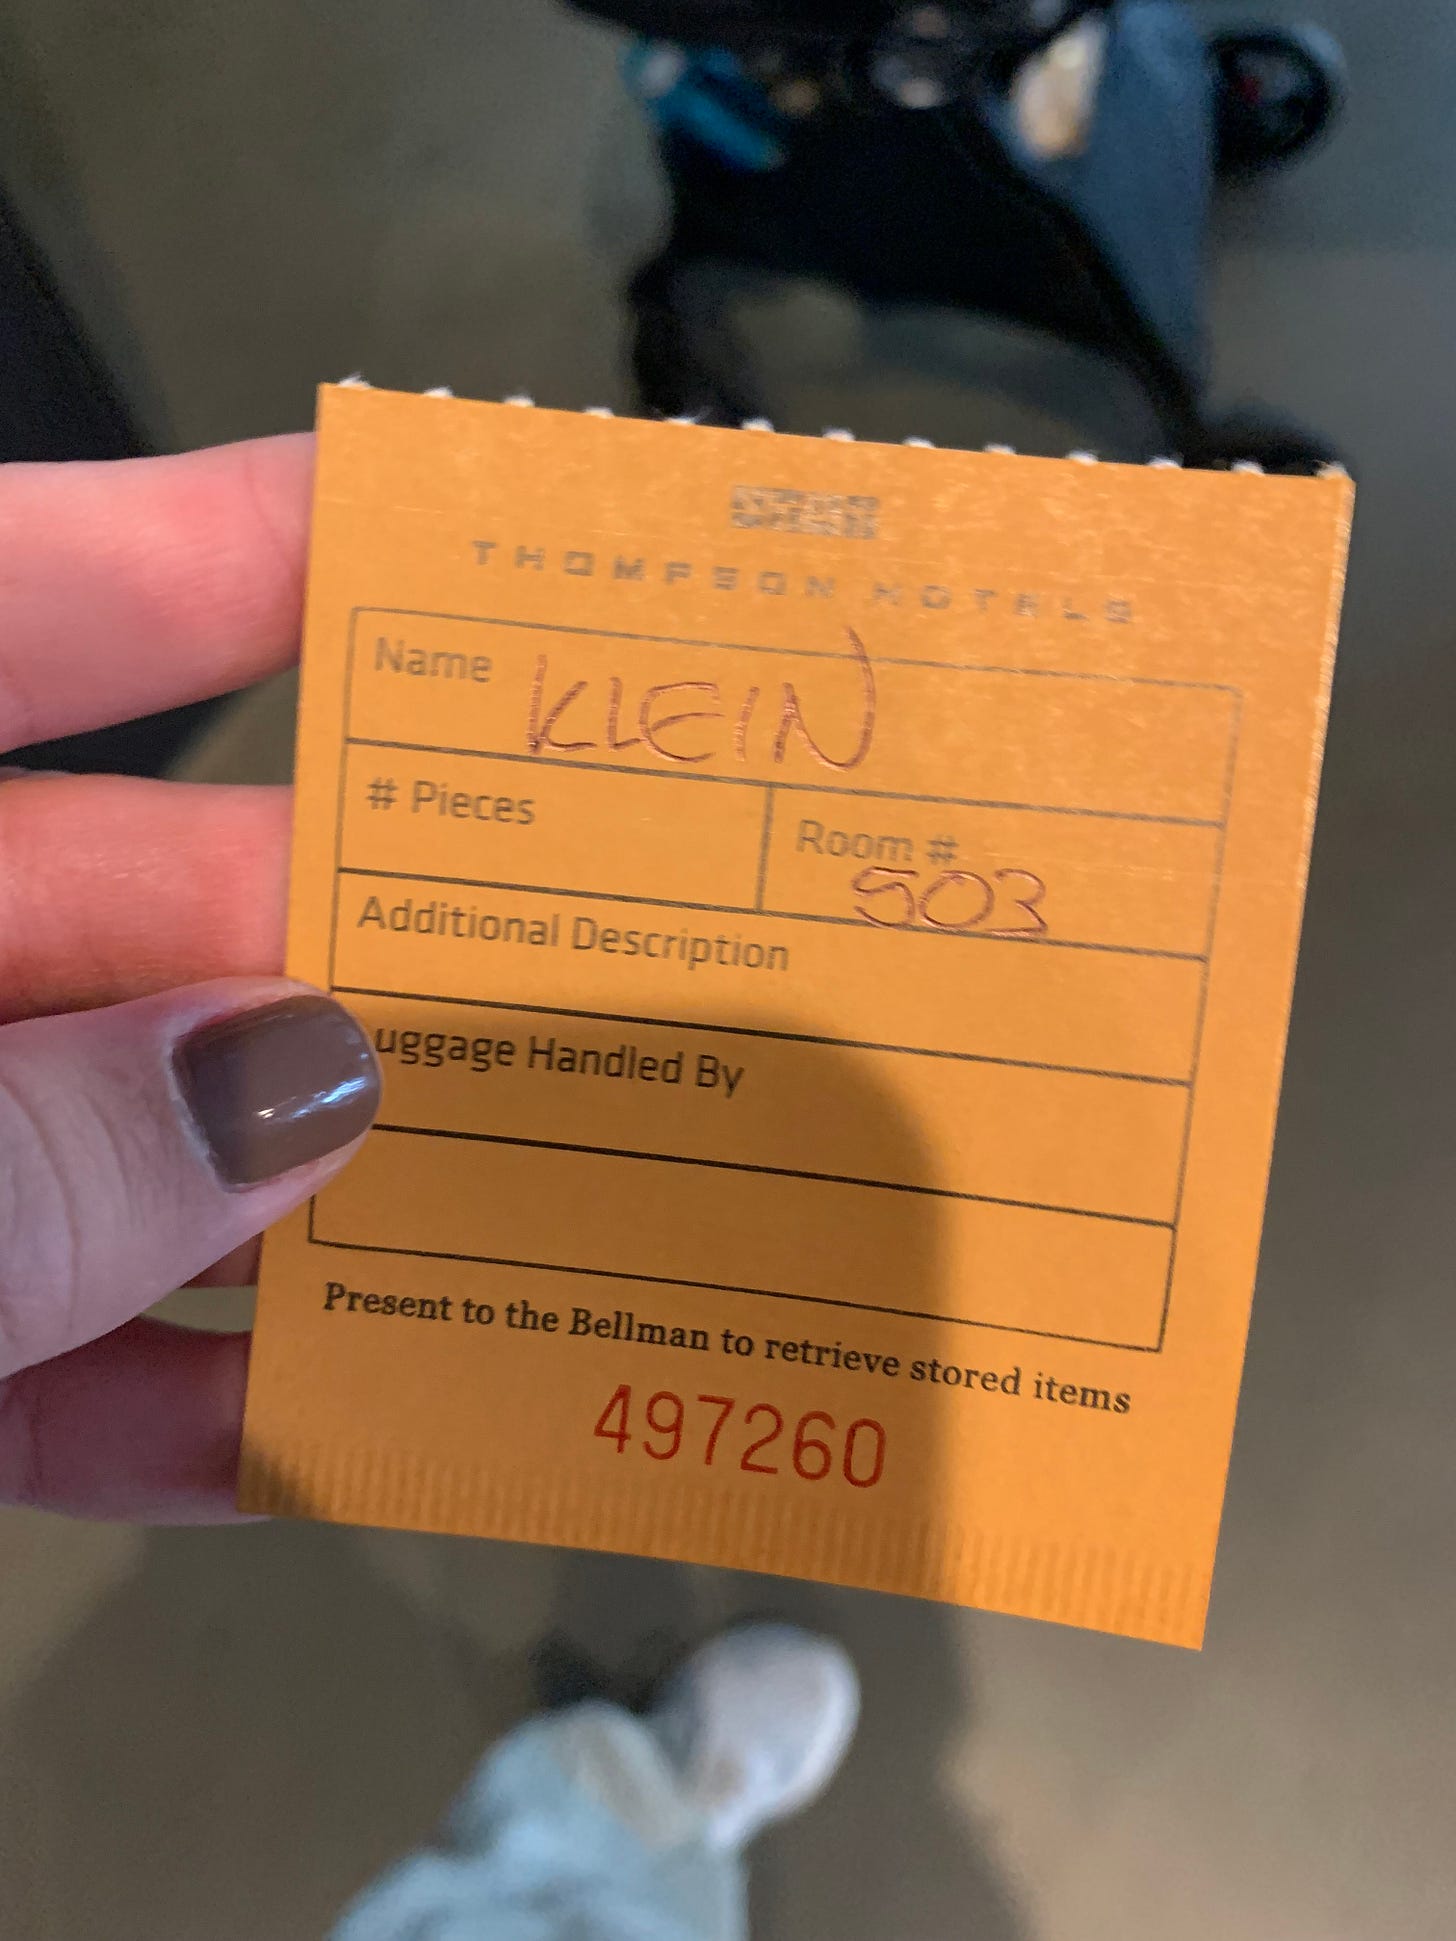 THOMPSON HOTELS
Name KLEIN
# Pieces
Room #
503
Additional Description
uggage Handled By
Present to the Bellman to retrieve stored items
497260